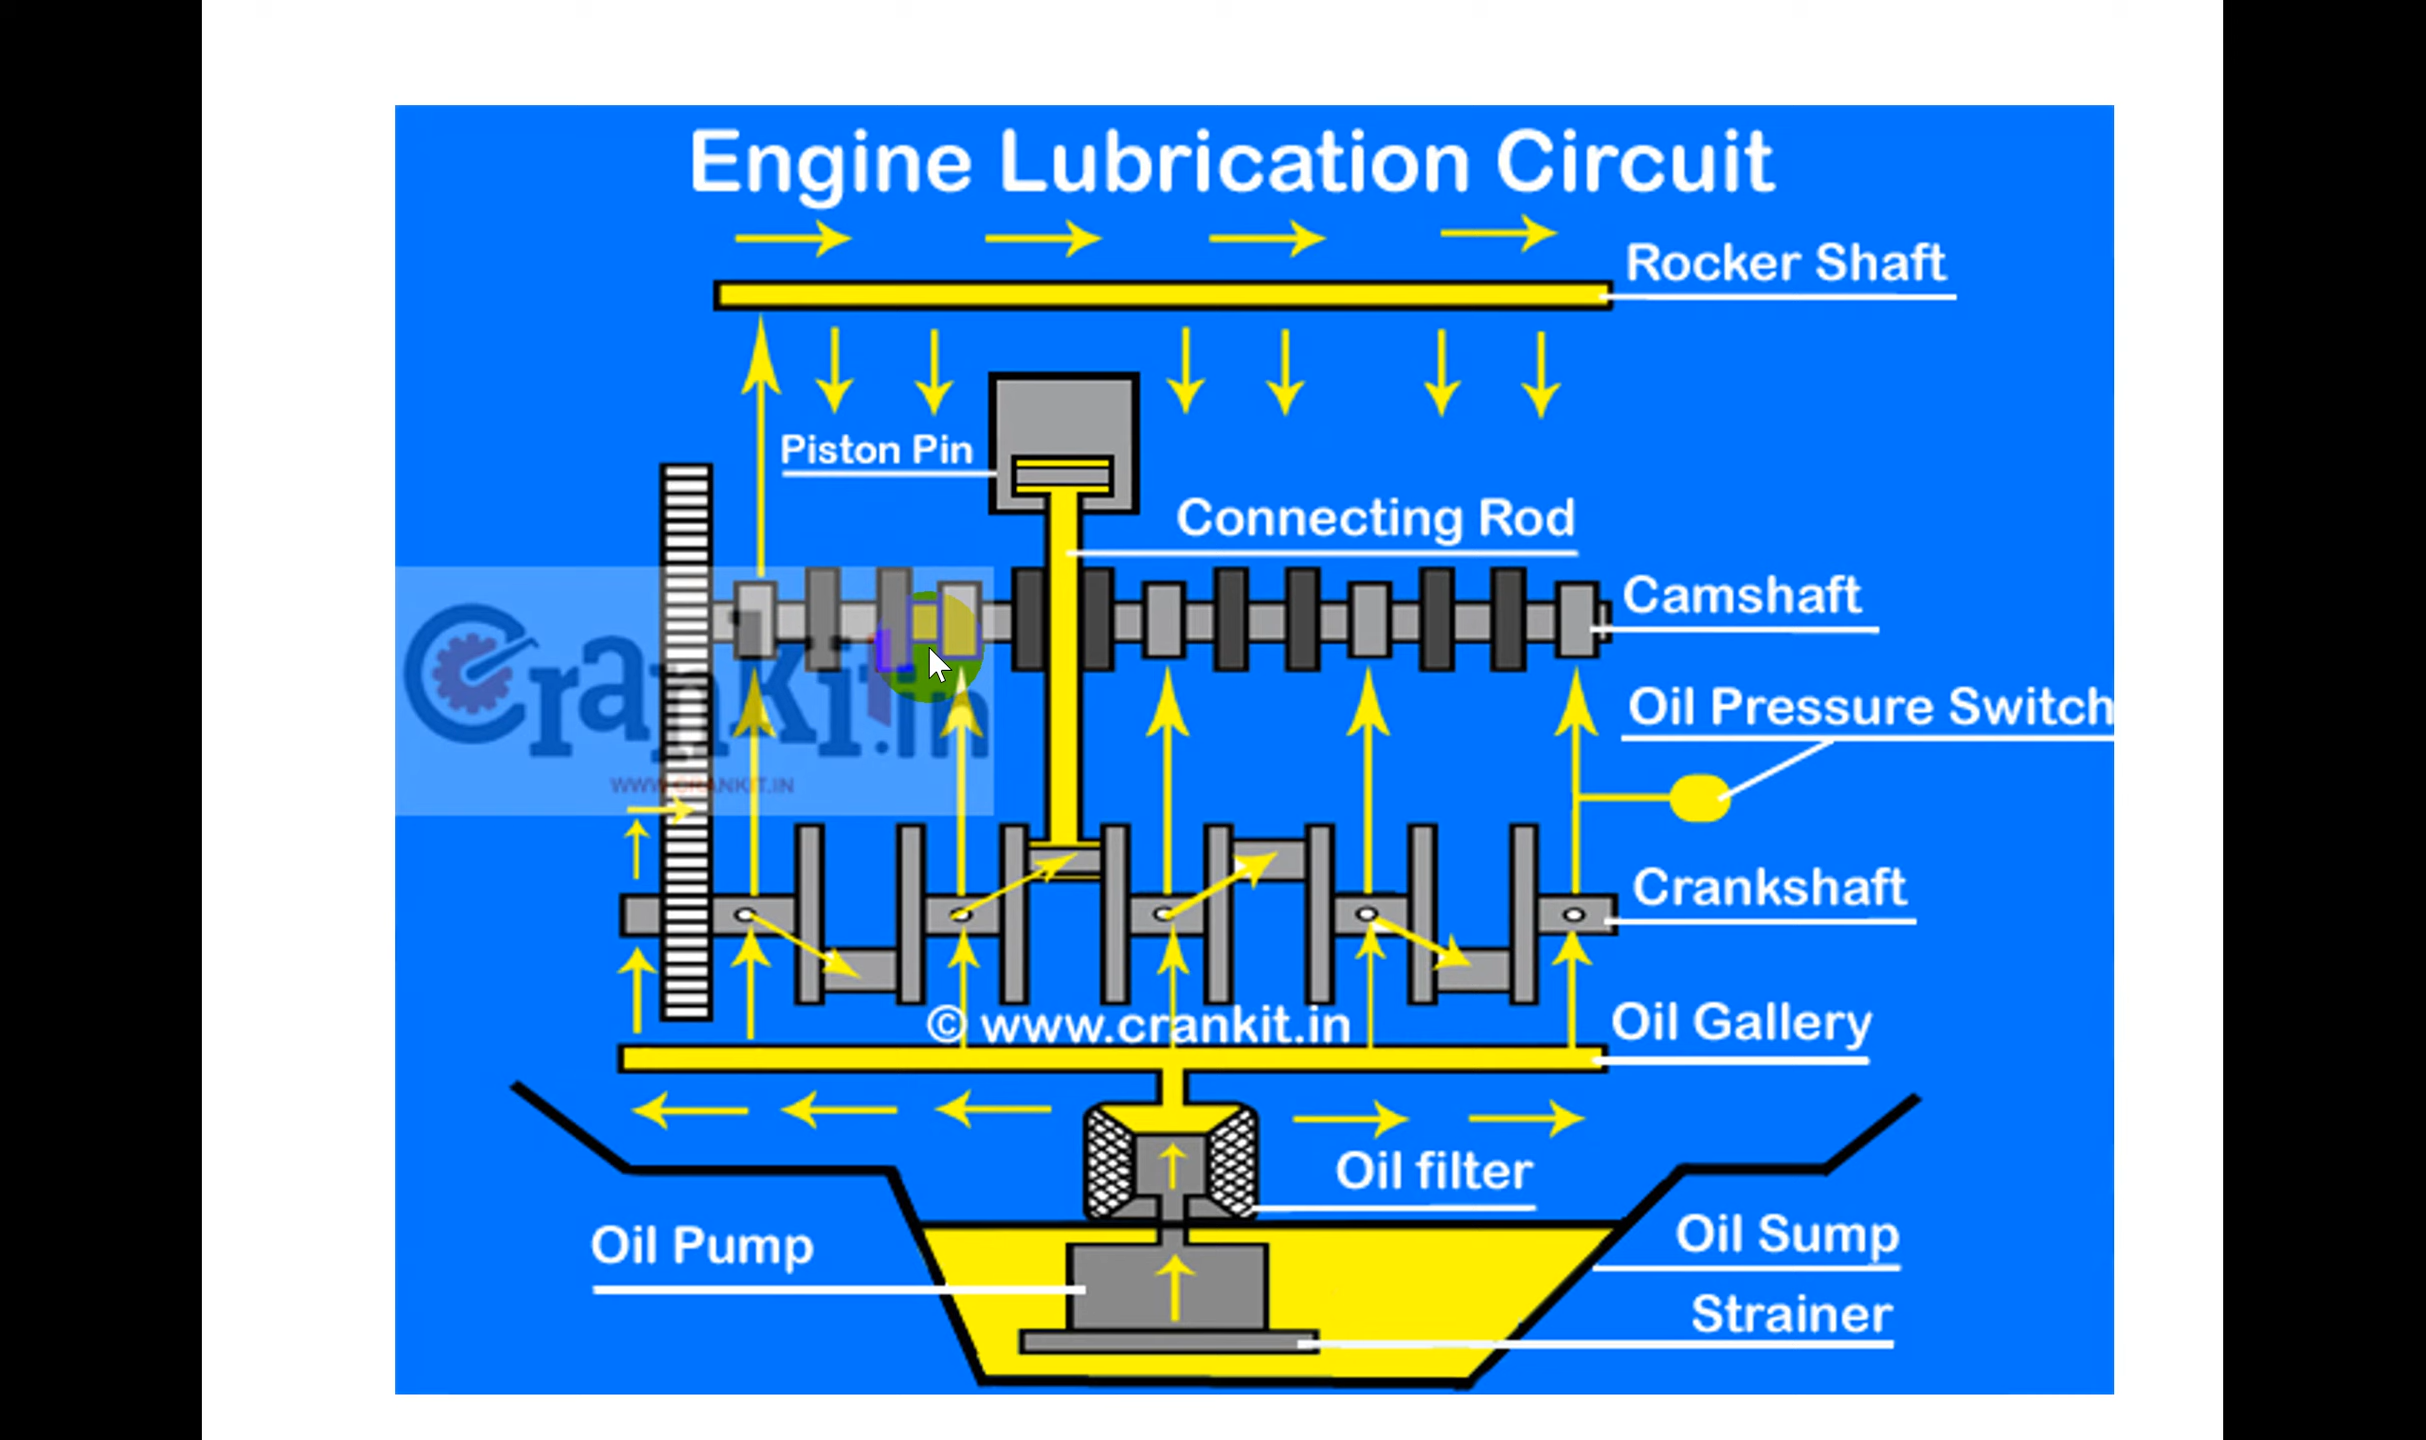 Engine Lubrication Circuit
Rocker Shaft
Piston Pin
Connecting Rod
Camshaft
Crankit.in
WWW.CRANKIT.IN
Oil Pressure Switch
Crankshaft
© www.crankit.in
Oil Gallery
Oil filter
Oil Pump
Oil Sump
Strainer